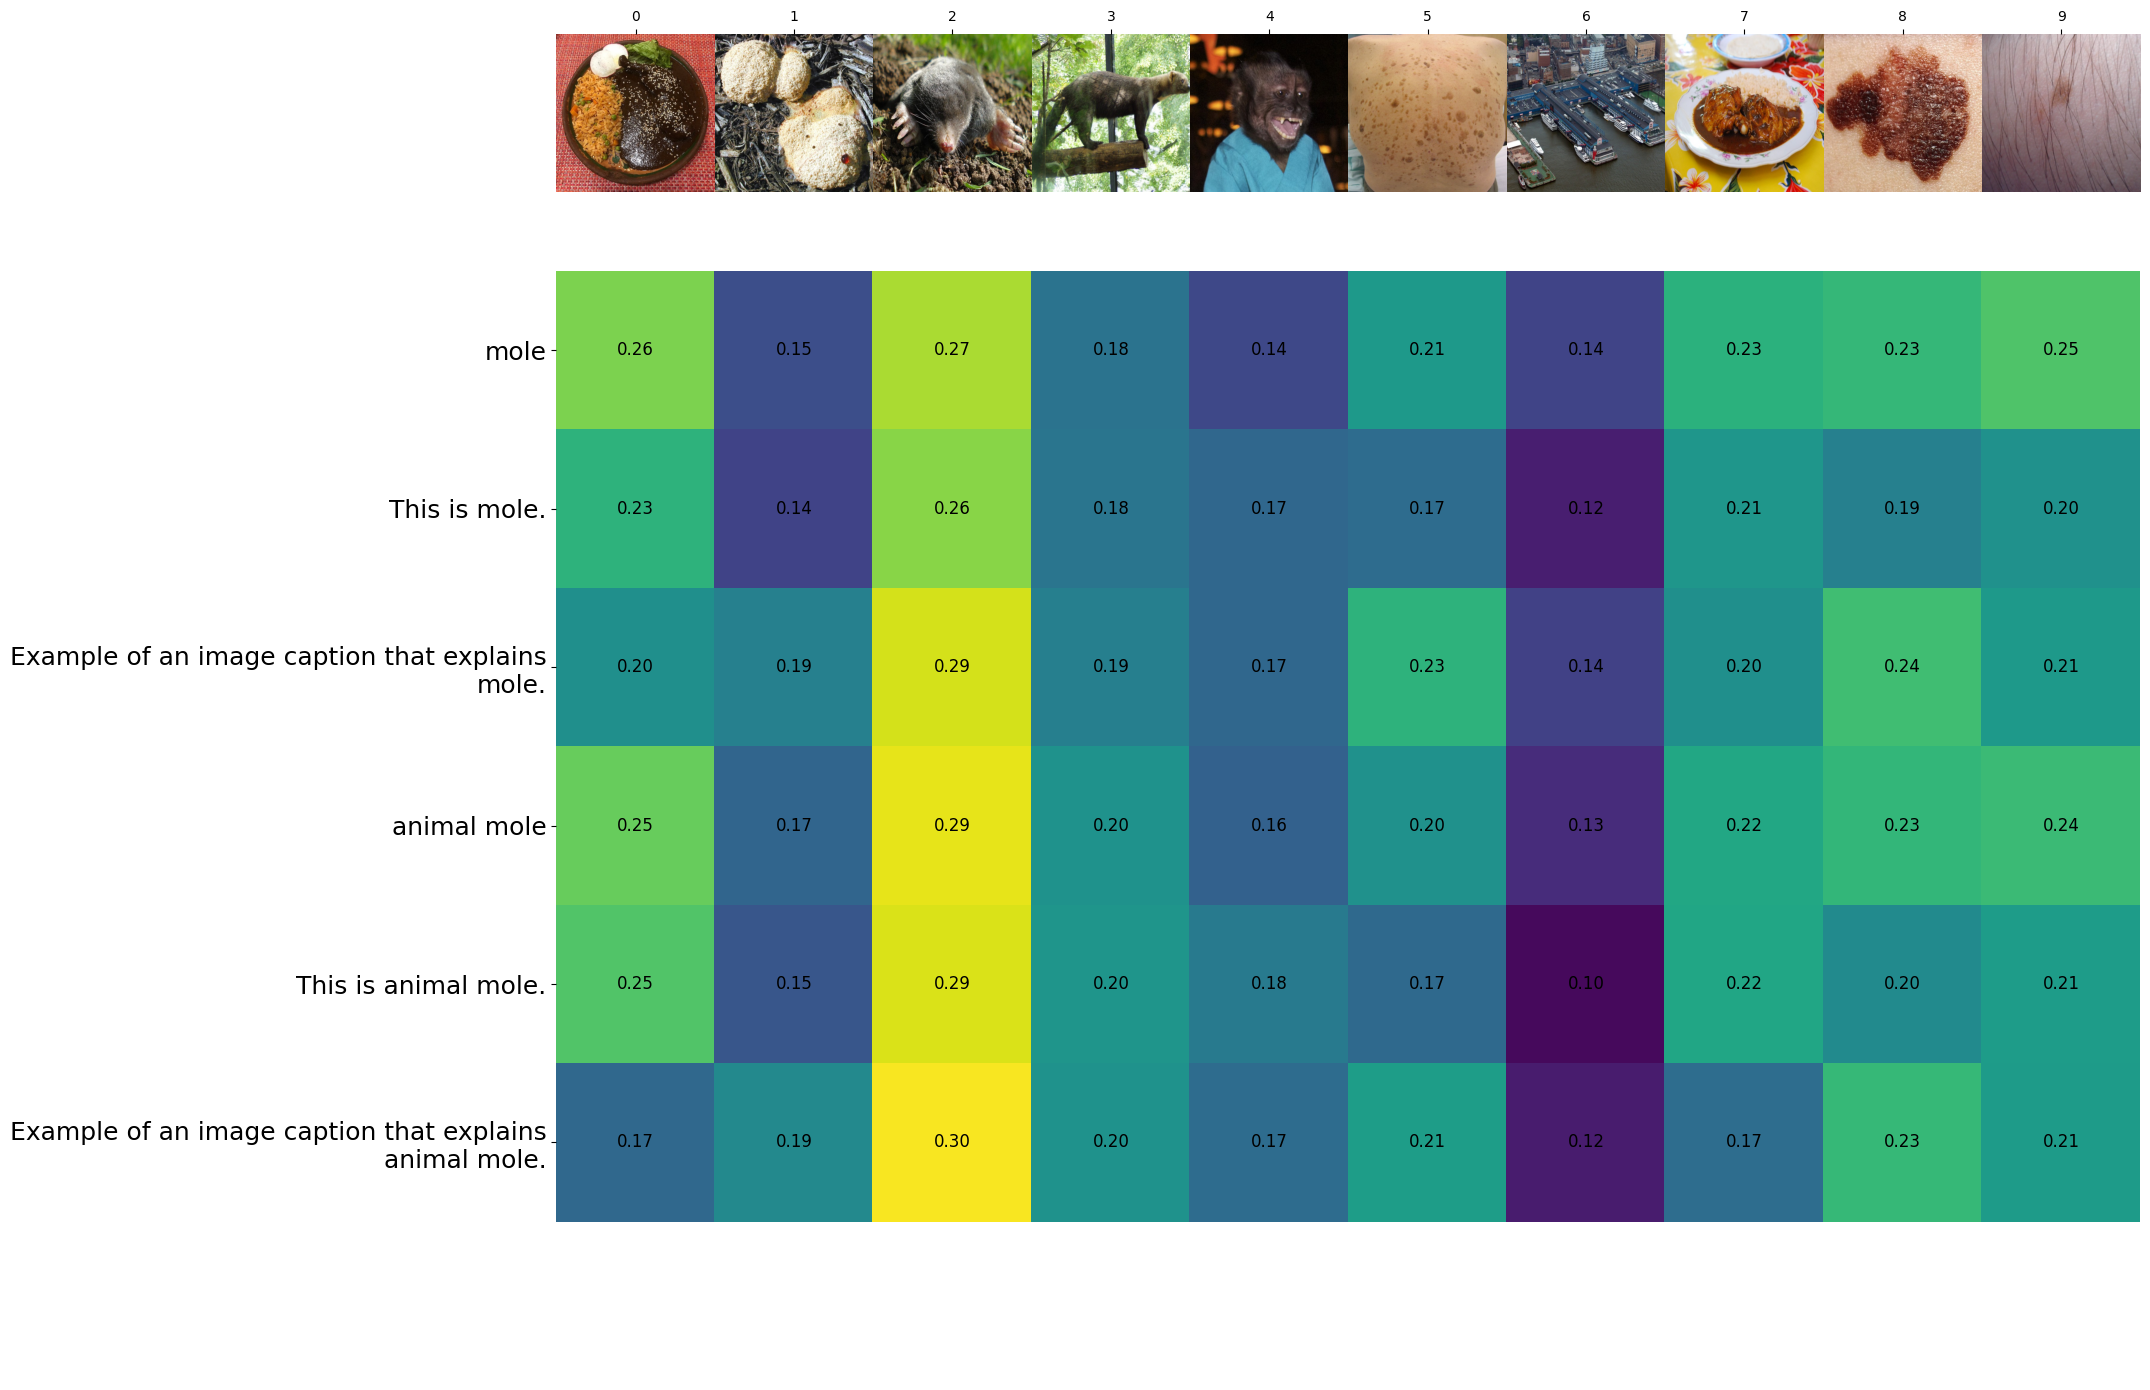 0 1 2 3 4 5 6 7 8 9
mole 0.26 0.15 0.27 0.18 0.14 0.21 0.14 0.23 0.23 0.25
This is mole. 0.23 0.14 0.26 0.18 0.17 0.17 0.12 0.21 0.19 0.20
Example of an image caption that explains
mole. 0.20 0.19 0.29 0.19 0.17 0.23 0.14 0.20 0.24 0.21
animal mole 0.25 0.17 0.29 0.20 0.16 0.20 0.13 0.22 0.23 0.24
This is animal mole. 0.25 0.15 0.29 0.20 0.18 0.17 0.10 0.22 0.20 0.21
Example of an image caption that explains
animal mole. 0.17 0.19 0.30 0.20 0.17 0.21 0.12 0.17 0.23 0.21